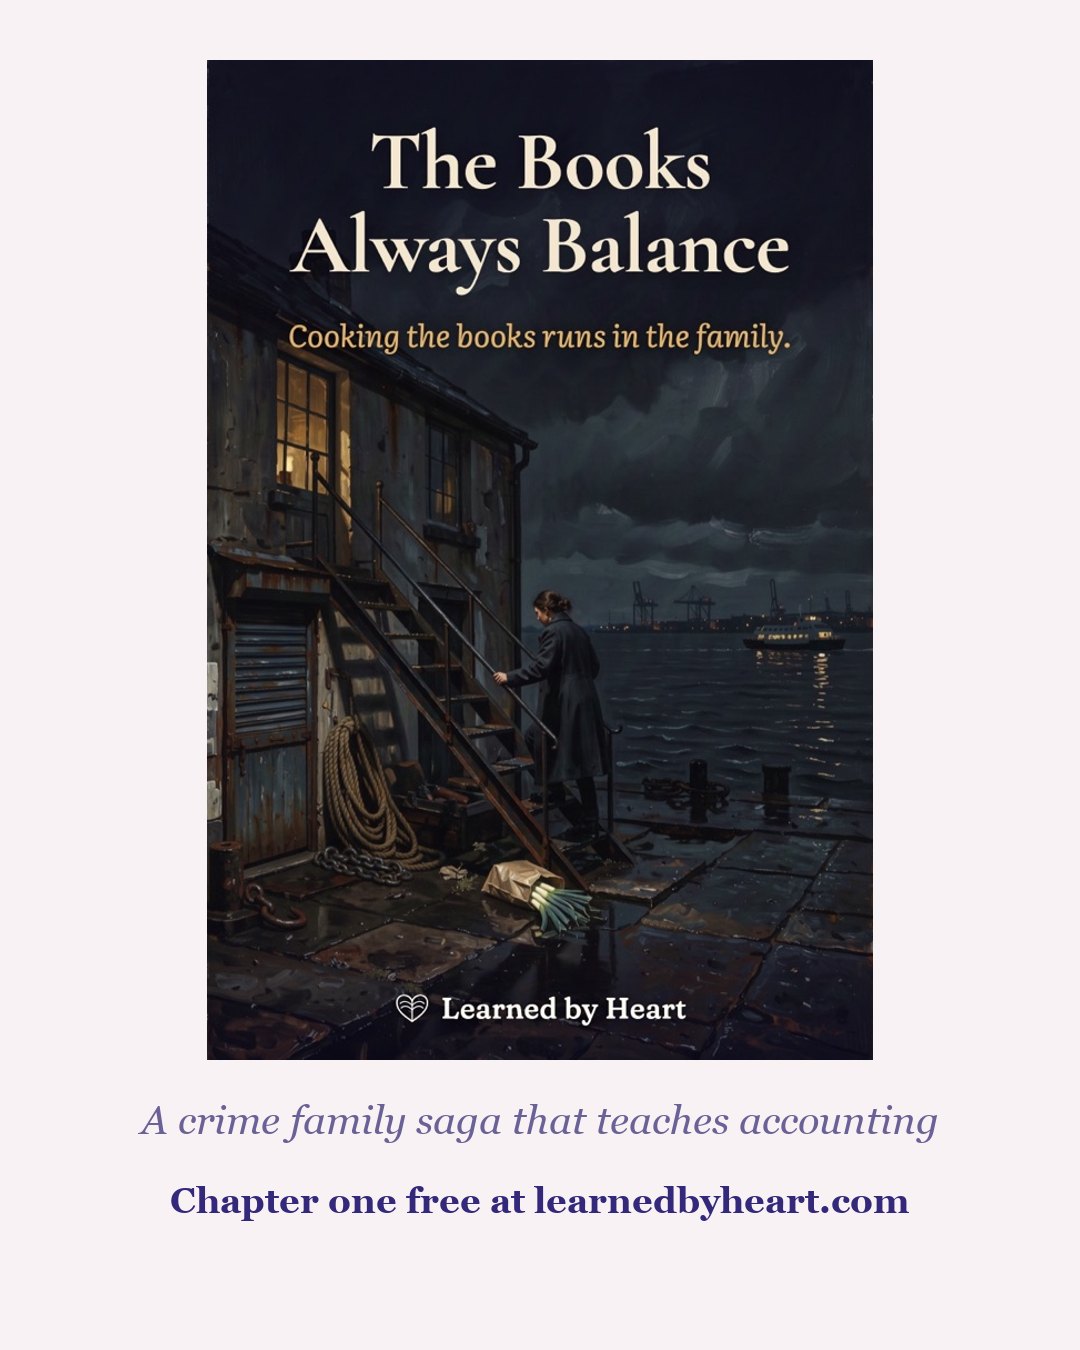 The Books
Always Balance
Cooking the books runs in the family.
Learned by Heart
A crime family saga that teaches accounting
Chapter one free at learnedbyheart.com